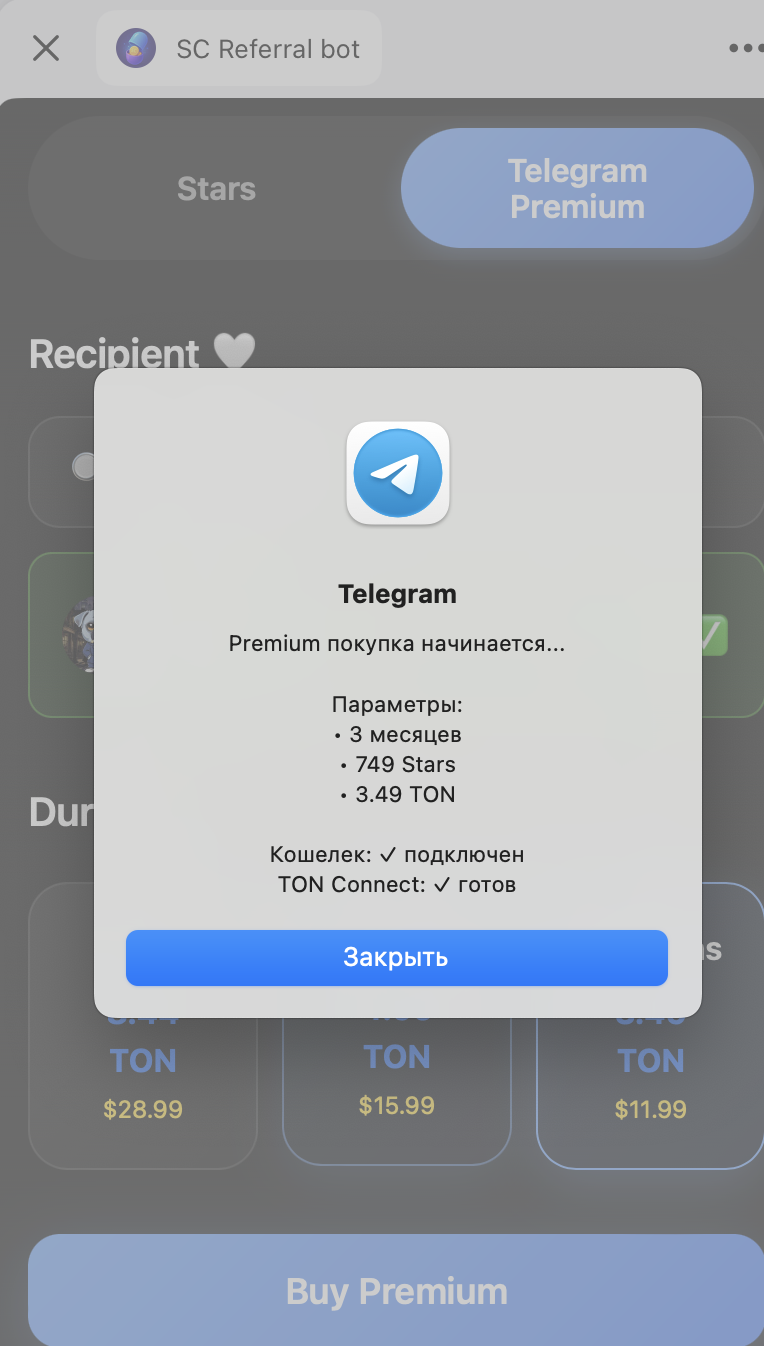 SC Referral bot
Stars
Telegram
Premium
Recipient 🤍
Telegram
Premium покупка начинается...
Параметры:
• 3 месяцев
• 749 Stars
• 3.49 TON
Кошелек: ✓ подключен
TON Connect: ✓ готов
Закрыть
TON
$28.99
TON
$15.99
TON
$11.99
Buy Premium